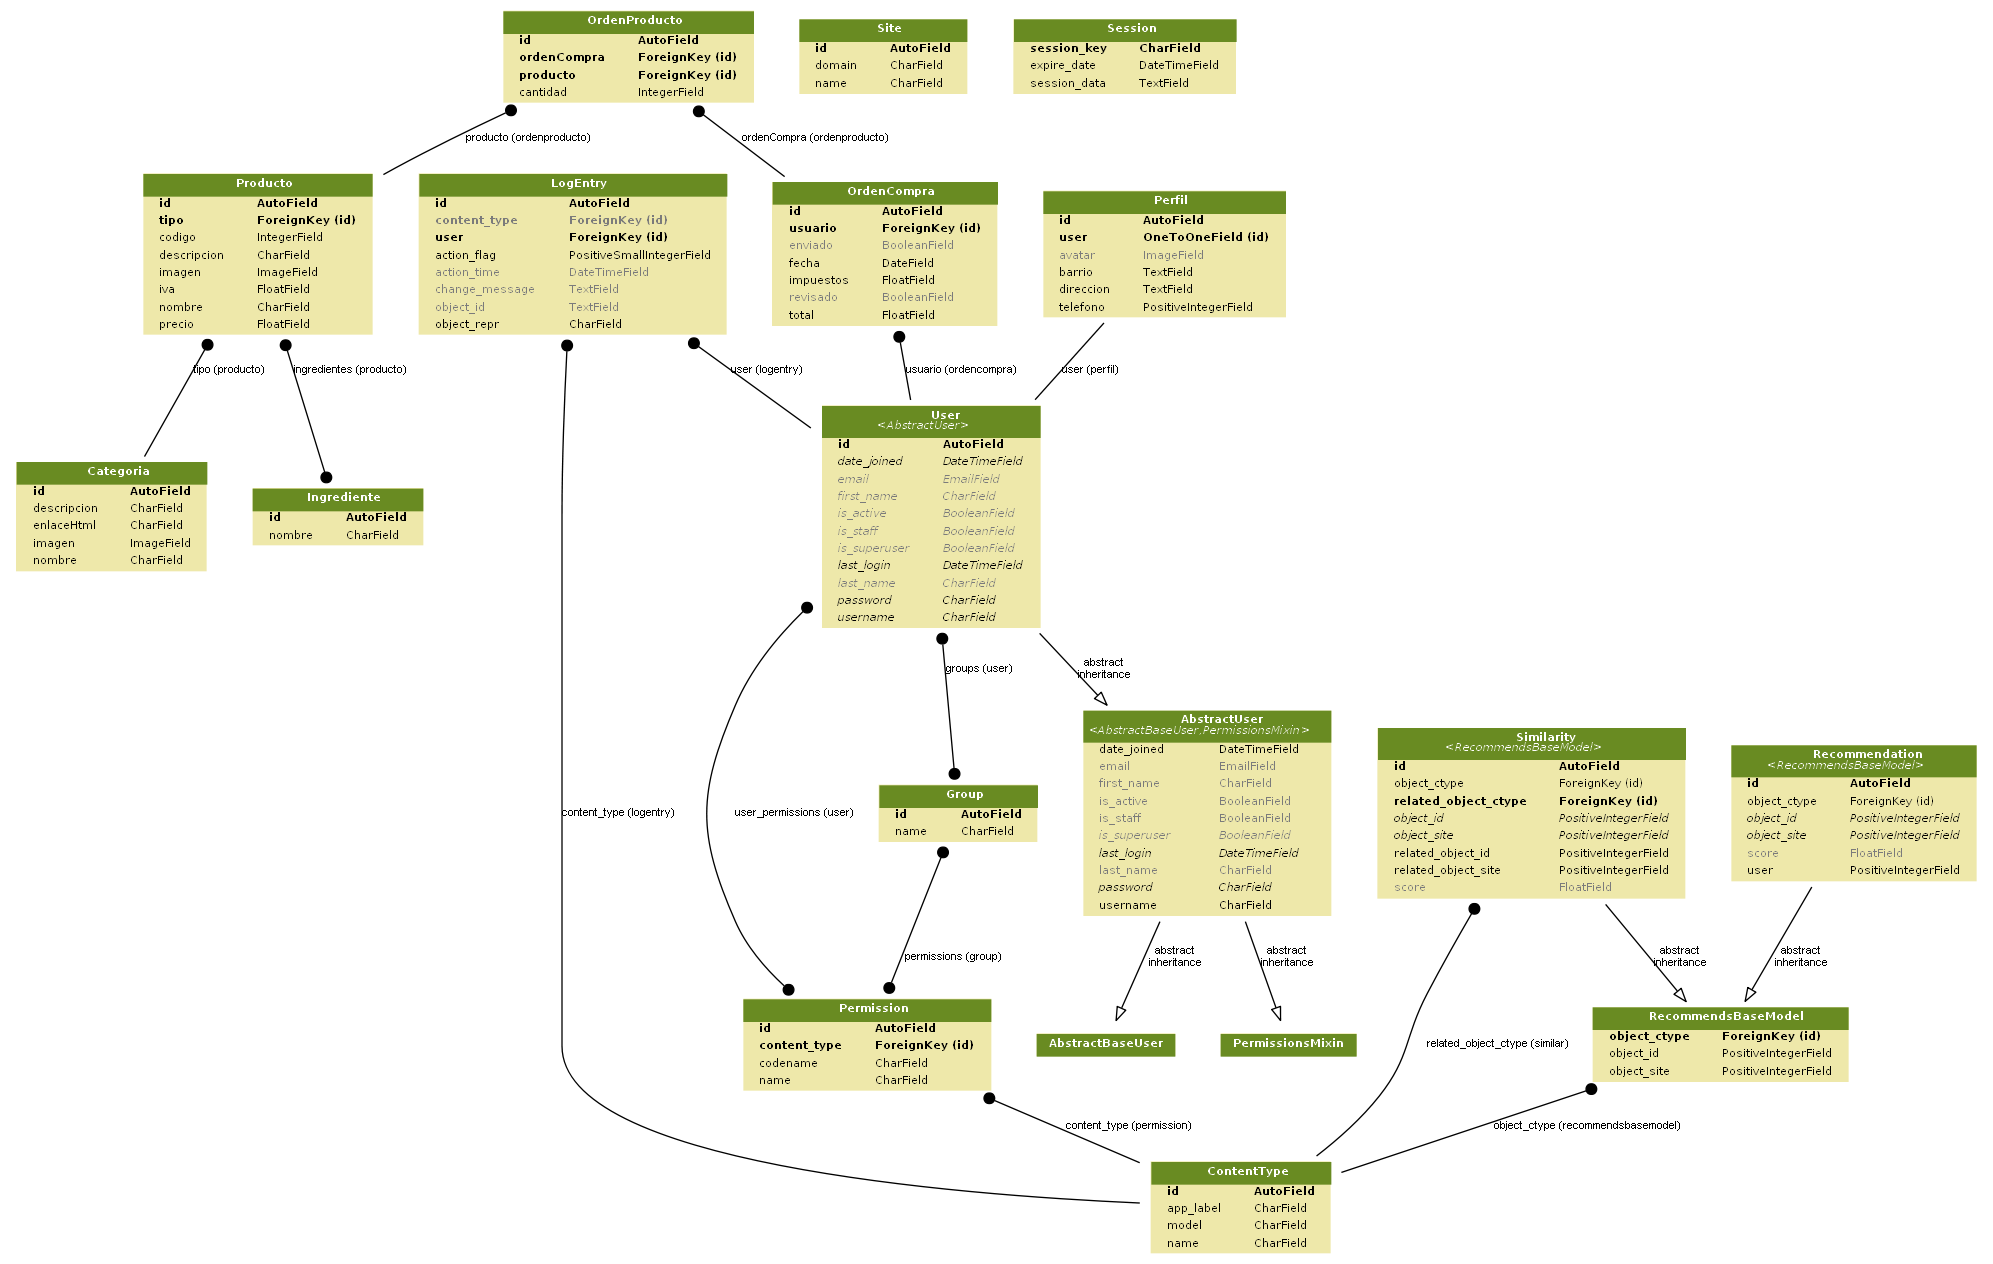 OrdenProducto
id AutoField
ordenCompra ForeignKey (id)
producto ForeignKey (id)
cantidad IntegerField
Site
id AutoField
domain CharField
name CharField
Session
session_key CharField
expire_date DateTimeField
session_data TextField
producto (ordenproducto)
ordenCompra (ordenproducto)
Producto
id AutoField
tipo ForeignKey (id)
codigo IntegerField
descripcion CharField
imagen ImageField
iva FloatField
nombre CharField
precio FloatField
LogEntry
id AutoField
content_type ForeignKey (id)
user ForeignKey (id)
action_flag PositiveSmallIntegerField
action_time DateTimeField
change_message TextField
object_id TextField
object_repr CharField
OrdenCompra
id AutoField
usuario ForeignKey (id)
enviado BooleanField
fecha DateField
impuestos FloatField
revisado BooleanField
total FloatField
Perfil
id AutoField
user OneToOneField (id)
avatar ImageField
barrio TextField
direccion TextField
telefono PositiveIntegerField
tipo (producto)
ingredientes (producto)
user (logentry)
usuario (ordencompra)
user (perfil)
Categoria
id AutoField
descripcion CharField
enlaceHtml CharField
imagen ImageField
nombre CharField
Ingrediente
id AutoField
nombre CharField
User
<AbstractUser>
id AutoField
date_joined DateTimeField
email EmailField
first_name CharField
is_active BooleanField
is_staff BooleanField
is_superuser BooleanField
last_login DateTimeField
last_name CharField
password CharField
username CharField
groups (user)
abstract
inheritance
content_type (logentry)
user_permissions (user)
Group
id AutoField
name CharField
AbstractUser
<AbstractBaseUser,PermissionsMixin>
date_joined DateTimeField
email EmailField
first_name CharField
is_active BooleanField
is_staff BooleanField
is_superuser BooleanField
last_login DateTimeField
last_name CharField
password CharField
username CharField
Similarity
<RecommendsBaseModel>
id AutoField
object_ctype ForeignKey (id)
related_object_ctype ForeignKey (id)
object_id PositiveIntegerField
object_site PositiveIntegerField
related_object_id PositiveIntegerField
related_object_site PositiveIntegerField
score FloatField
Recommendation
<RecommendsBaseModel>
id AutoField
object_ctype ForeignKey (id)
object_id PositiveIntegerField
object_site PositiveIntegerField
score FloatField
user PositiveIntegerField
permissions (group)
abstract
inheritance
abstract
inheritance
abstract
inheritance
abstract
inheritance
Permission
id AutoField
content_type ForeignKey (id)
codename CharField
name CharField
AbstractBaseUser
PermissionsMixin
related_object_ctype (similar)
RecommendsBaseModel
object_ctype ForeignKey (id)
object_id PositiveIntegerField
object_site PositiveIntegerField
content_type (permission)
object_ctype (recommendsbasemodel)
ContentType
id AutoField
app_label CharField
model CharField
name CharField